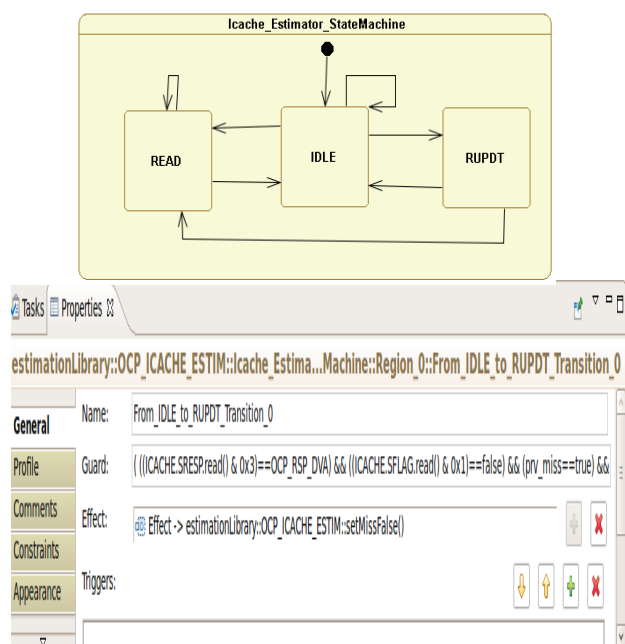 Icache_Estimator_StateMachine
READ
IDLE
RUPDT
Tasks Properties
estimationLibrary::OCP_ICACHE_ESTIM::Icache_Estima...Machine::Region_0::From_IDLE_to_RUPDT_Transition_0
General
Name: From_IDLE_to_RUPDT_Transition_0
Profile
Guard: ( ((ICACHE.SRESP.read() & 0x3)==OCP_RSP_DVA) && ((ICACHE.SFLAG.read() & 0x1)==false) && (prv_miss==true) &&
Comments
Effect: Effect -> estimationLibrary::OCP_ICACHE_ESTIM::setMissFalse()
Constraints
Appearance
Triggers: